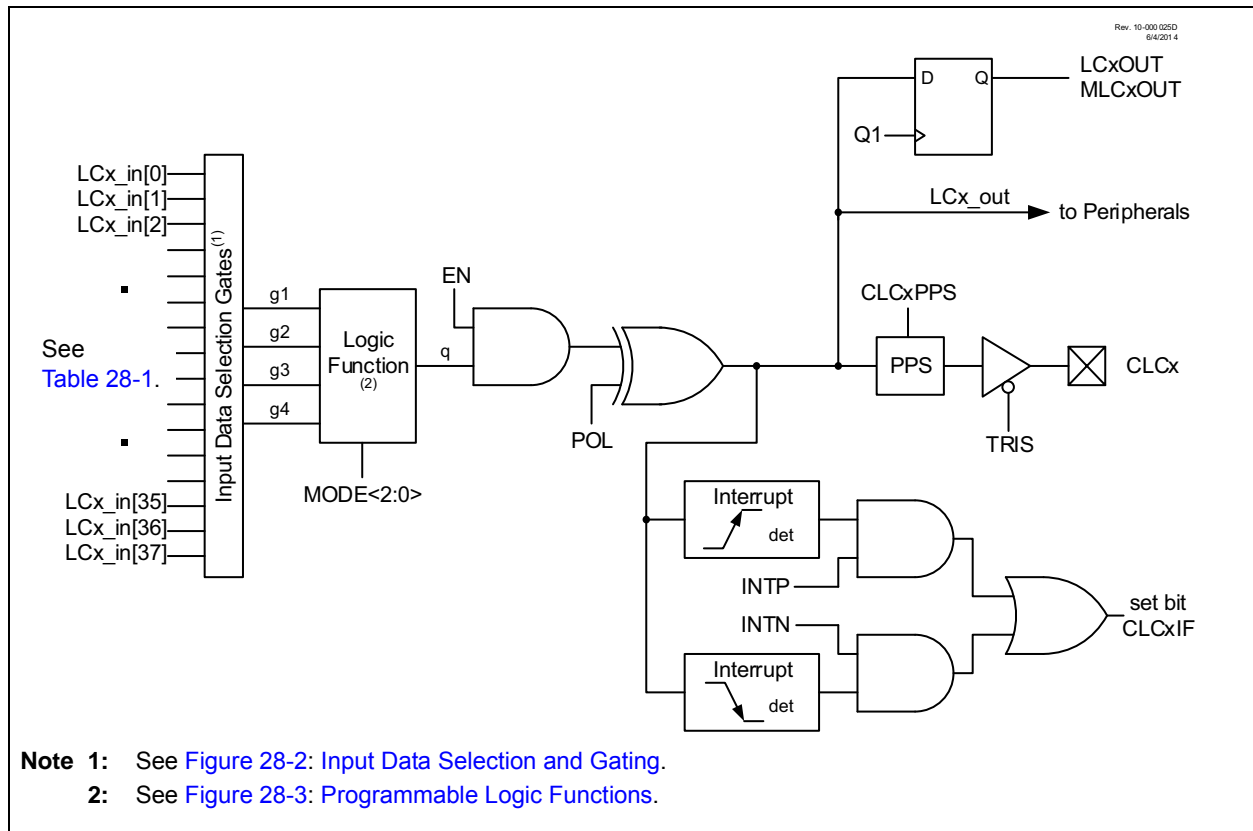 Rev. 10-000 025D
6/4/201 4
LCxOUT
MLCxOUT
D
Q
Q1
LCx_out
to Peripherals
LCx_in[0]
LCx_in[1]
LCx_in[2]
See
Table 28-1.
LCx_in[35]
LCx_in[36]
LCx_in[37]
Input Data Selection Gates(1)
g1
g2
g3
g4
Logic
Function
(2)
MODE<2:0>
q
EN
POL
CLCxPPS
PPS
CLCx
TRIS
Interrupt
det
INTP
INTN
Interrupt
det
set bit
CLCxIF
Note 1: See Figure 28-2: Input Data Selection and Gating.
2: See Figure 28-3: Programmable Logic Functions.